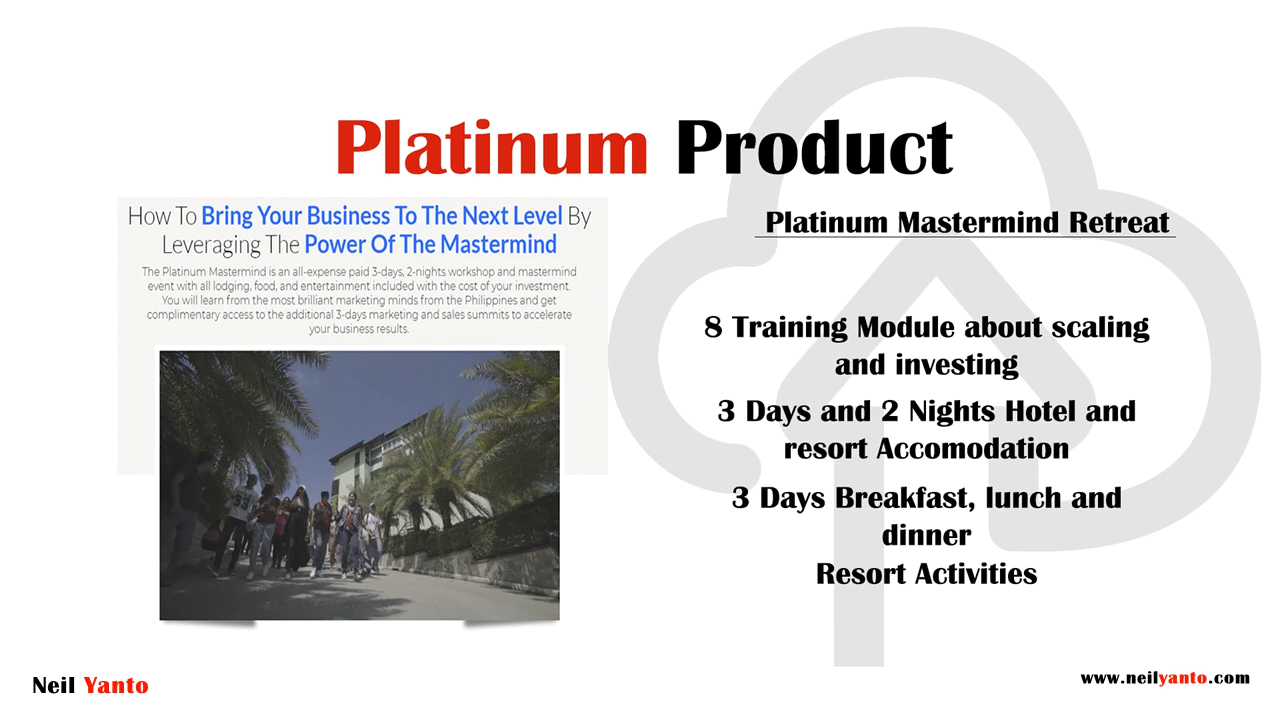 Platinum Product
How To Bring Your Business To The Next Level By
Leveraging The Power Of The Mastermind
The Platinum Mastermind is an all-expense paid 3-days, 2-nights workshop and mastermind
event with all lodging, food, and entertainment included with the cost of your investment.
You will learn from the most brilliant marketing minds from the Philippines and get
complimentary access to the additional 3-days marketing and sales summits to accelerate
your business results.
Platinum Mastermind Retreat
8 Training Module about scaling
and investing
3 Days and 2 Nights Hotel and
resort Accomodation
3 Days Breakfast, lunch and
dinner
Resort Activities
Neil Yanto
www.neilyanto.com